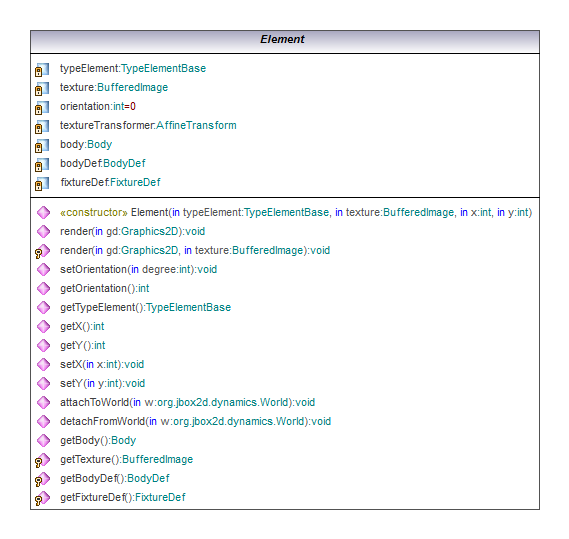 Element
typeElement:TypeElementBase
texture:BufferedImage
orientation:int=0
textureTransformer:AffineTransform
body:Body
bodyDef:BodyDef
fixtureDef:FixtureDef
«constructor» Element(in typeElement:TypeElementBase, in texture:BufferedImage, in x:int, in y:int)
render(in gd:Graphics2D):void
render(in gd:Graphics2D, in texture:BufferedImage):void
setOrientation(in degree:int):void
getOrientation():int
getTypeElement():TypeElementBase
getX():int
getY():int
setX(in x:int):void
setY(in y:int):void
attachToWorld(in w:org.jbox2d.dynamics.World):void
detachFromWorld(in w:org.jbox2d.dynamics.World):void
getBody():Body
getTexture():BufferedImage
getBodyDef():BodyDef
getFixtureDef():FixtureDef